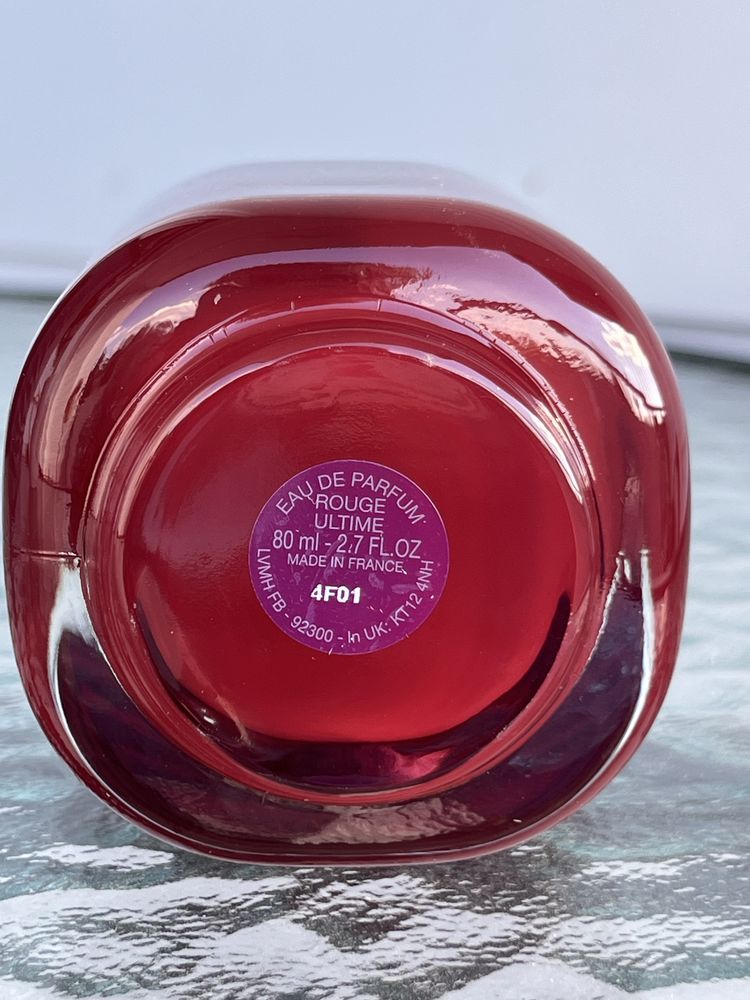 EAU DE PARFUM
ROUGE
ULTIME
80 ml - 2.7 FL.OZ
MADE IN FRANCE
4F01
LVMH FB - 92300 - In UK: KT12 4NH